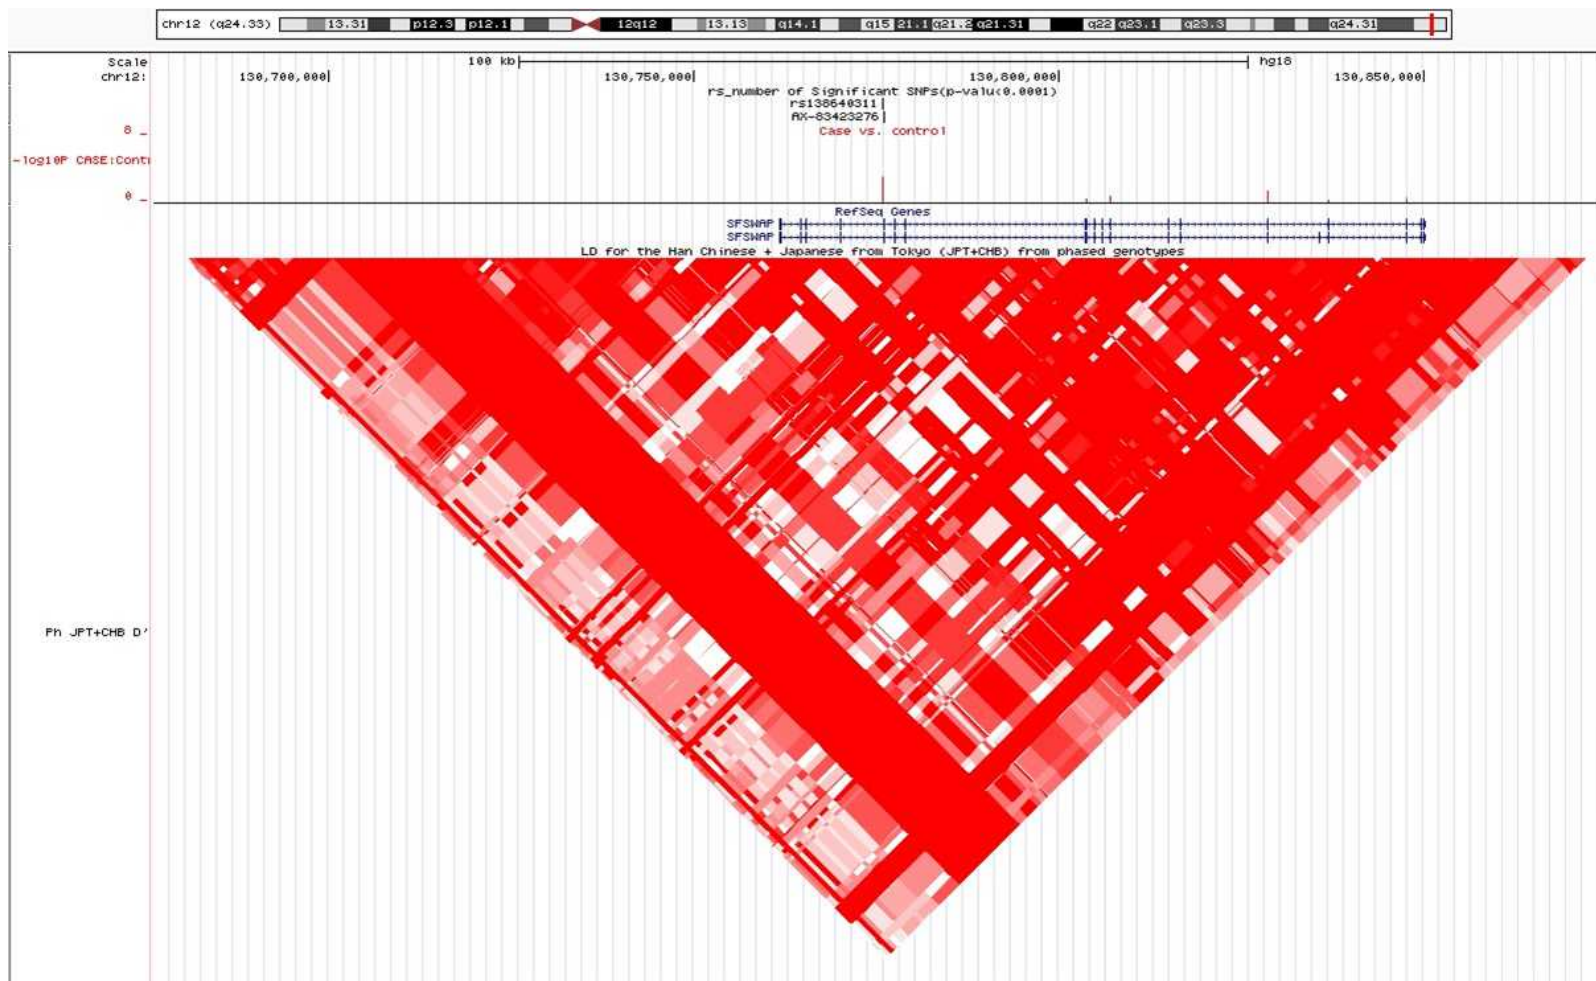 chr12 (q24.33) 13.31 p12.3 p12.1 12q12 13.13 q14.1 q15 21.1 q21.2 q21.31 q22 q23.1 q23.3 q24.31
Scale 100 kb hg18
chr12: 130,700,000 130,750,000 130,800,000 130,850,000
rs_number of Significant SNPs(p-valu<0.0001)
rs138640311
AX-83423276
8 _
Case vs. control
-log10P CASE:Cont
0 _
RefSeq Genes
SFSWAP
SFSWAP
LD for the Han Chinese + Japanese from Tokyo (JPT+CHB) from phased genotypes
Ph JPT+CHB D'